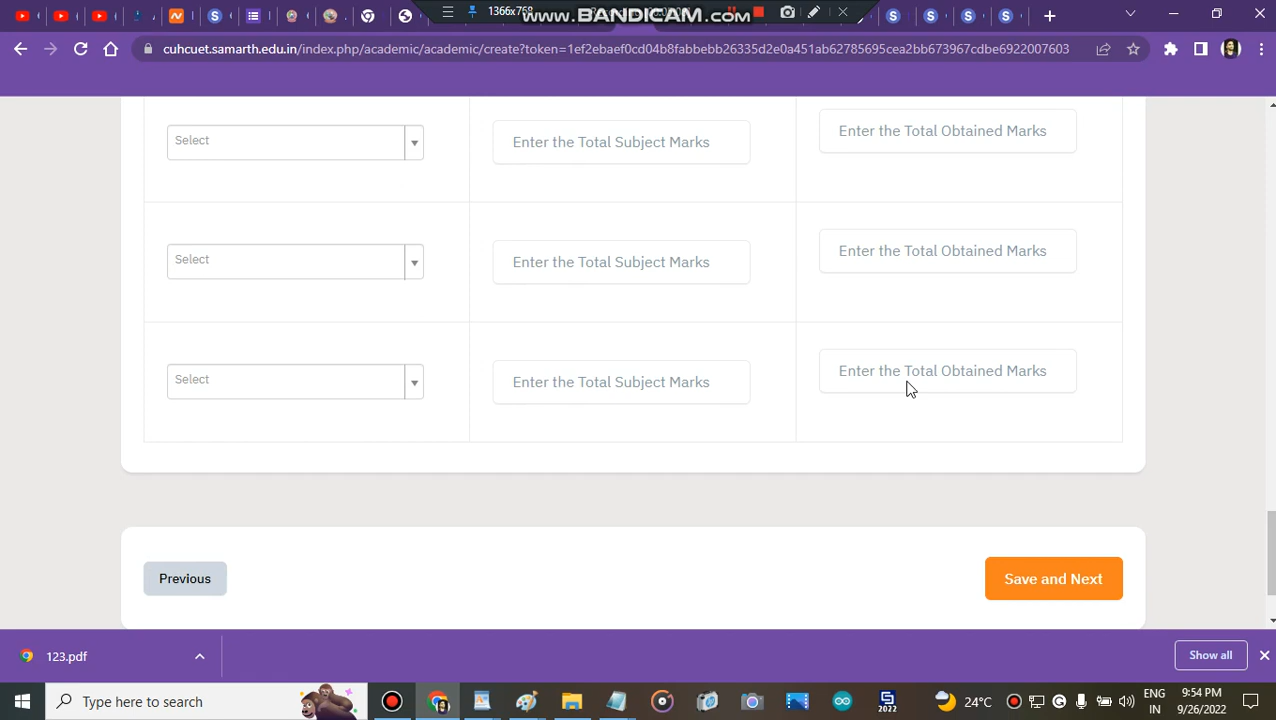 1366x768
www.BANDICAM.com
cuhcuet.samarth.edu.in/index.php/academic/academic/create?token=1ef2ebaef0cd04b8fabbebb26335d2e0a451ab62785695cea2bb673967cdbe6922007603
Select
Enter the Total Subject Marks
Enter the Total Obtained Marks
Select
Enter the Total Subject Marks
Enter the Total Obtained Marks
Select
Enter the Total Subject Marks
Enter the Total Obtained Marks
Previous
Save and Next
123.pdf
Show all
Type here to search
2022
24°C
ENG
IN
9:54 PM
9/26/2022